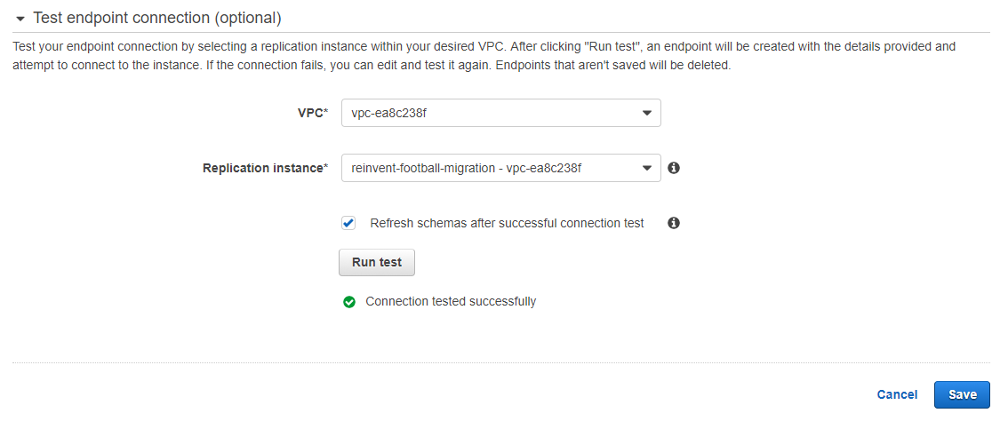 Test endpoint connection (optional)
Test your endpoint connection by selecting a replication instance within your desired VPC. After clicking "Run test", an endpoint will be created with the details provided and
attempt to connect to the instance. If the connection fails, you can edit and test it again. Endpoints that aren't saved will be deleted.
VPC*
vpc-ea8c238f
Replication instance*
reinvent-football-migration - vpc-ea8c238f
Refresh schemas after successful connection test
Run test
Connection tested successfully
Cancel
Save